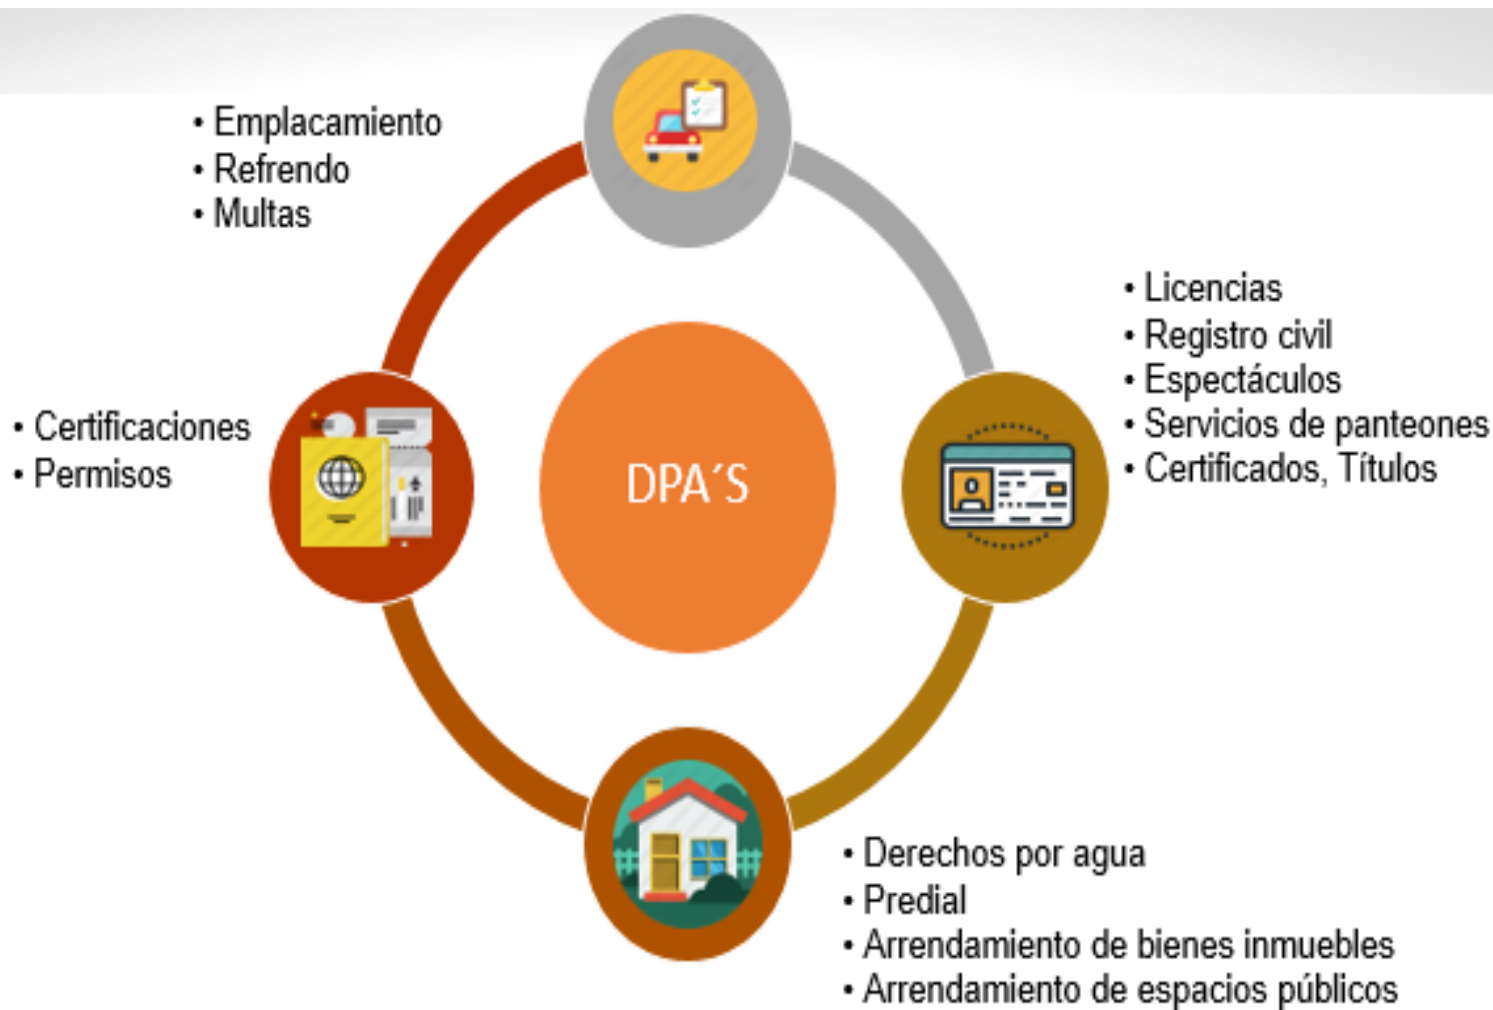 • Emplacamiento
• Refrendo
• Multas
• Licencias
• Registro civil
• Espectáculos
• Servicios de panteones
• Certificados, Títulos
• Certificaciones
• Permisos
DPA´S
• Derechos por agua
• Predial
• Arrendamiento de bienes inmuebles
• Arrendamiento de espacios públicos